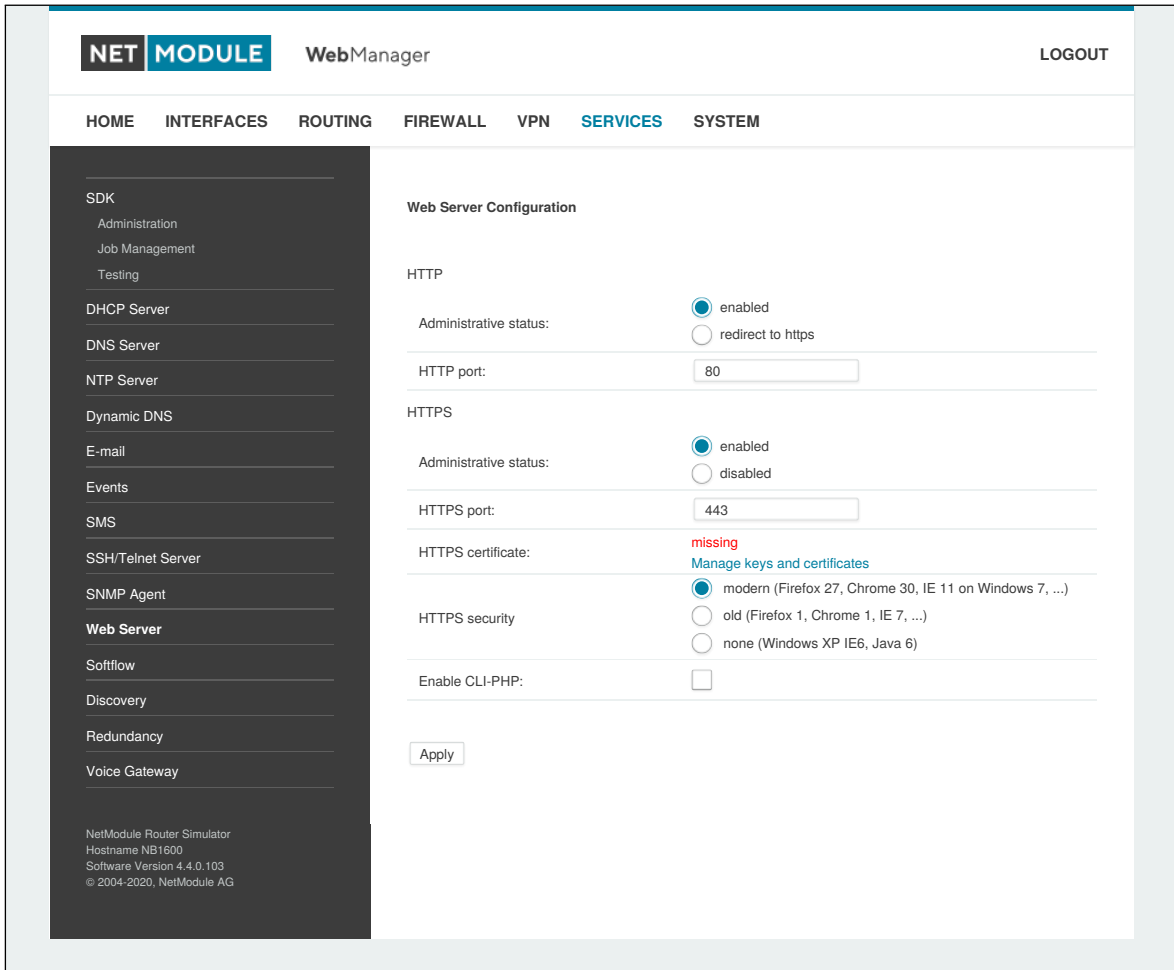 NET MODULE WebManager LOGOUT
HOME INTERFACES ROUTING FIREWALL VPN SERVICES SYSTEM
SDK
Administration
Job Management
Testing
DHCP Server
DNS Server
NTP Server
Dynamic DNS
E-mail
Events
SMS
SSH/Telnet Server
SNMP Agent
Web Server
Softflow
Discovery
Redundancy
Voice Gateway
NetModule Router Simulator
Hostname NB1600
Software Version 4.4.0.103
© 2004-2020, NetModule AG
Web Server Configuration
HTTP
Administrative status:
enabled
redirect to https
HTTP port: 80
HTTPS
Administrative status:
enabled
disabled
HTTPS port: 443
HTTPS certificate:
missing
Manage keys and certificates
HTTPS security
modern (Firefox 27, Chrome 30, IE 11 on Windows 7, ...)
old (Firefox 1, Chrome 1, IE 7, ...)
none (Windows XP IE6, Java 6)
Enable CLI-PHP:
Apply